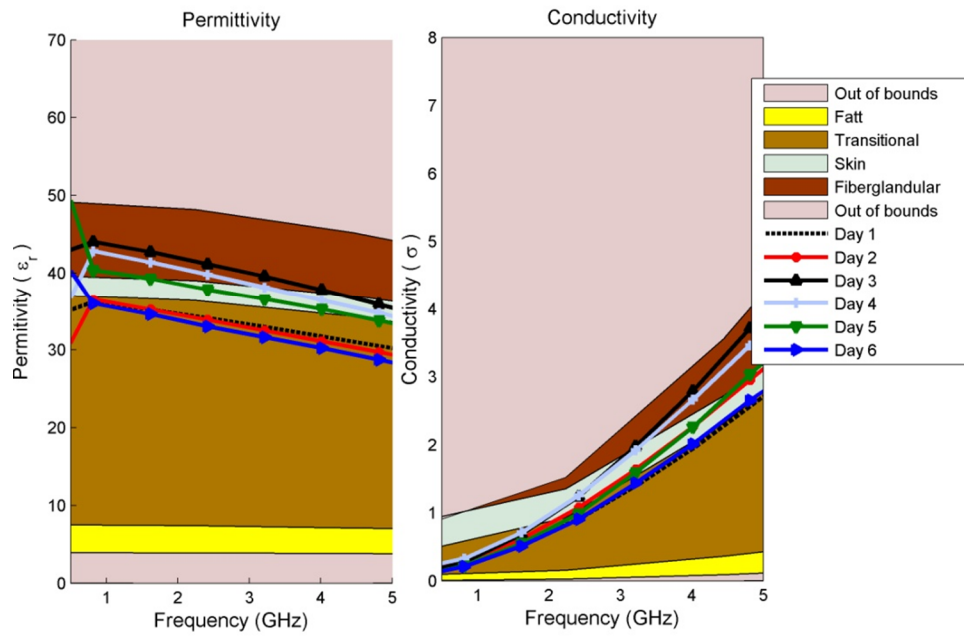 Permittivity
Permitivity ( εr )
70
60
50
40
30
20
10
0
1
2
3
4
5
Frequency (GHz)
Conductivity
Conductivity ( σ )
8
7
6
5
4
3
2
1
0
1
2
3
4
5
Frequency (GHz)
Out of bounds
Fatt
Transitional
Skin
Fiberglandular
Out of bounds
Day 1
Day 2
Day 3
Day 4
Day 5
Day 6